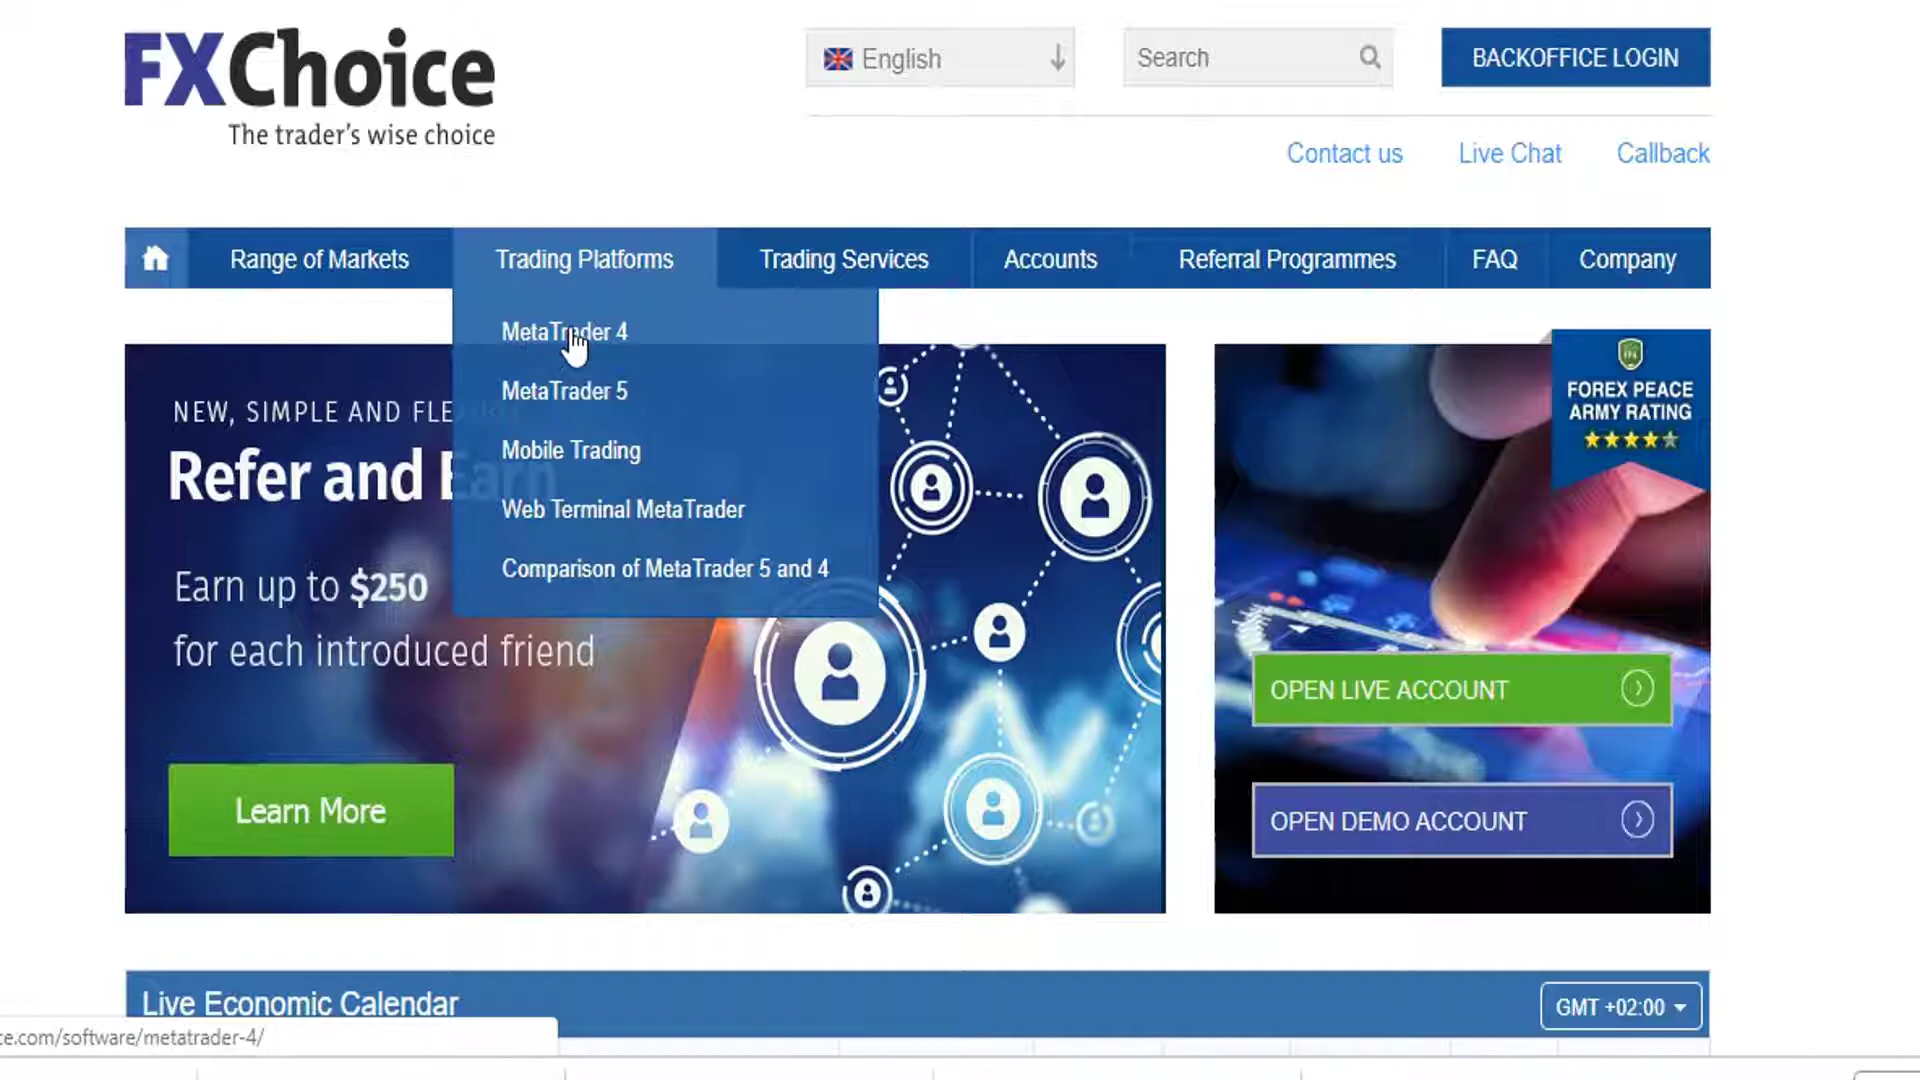 FXChoice
The trader's wise choice
English
Search
BACKOFFICE LOGIN
Contact us
Live Chat
Callback
Range of Markets
Trading Platforms
Trading Services
Accounts
Referral Programmes
FAQ
Company
MetaTrader 4
MetaTrader 5
Mobile Trading
Web Terminal MetaTrader
Comparison of MetaTrader 5 and 4
NEW, SIMPLE AND
Refer and Earn
Earn up to $250
for each introduced friend
Learn More
FOREX PEACE
ARMY RATING
OPEN LIVE ACCOUNT
OPEN DEMO ACCOUNT
Live Economic Calendar
GMT +02:00
ce.com/software/metatrader-4/